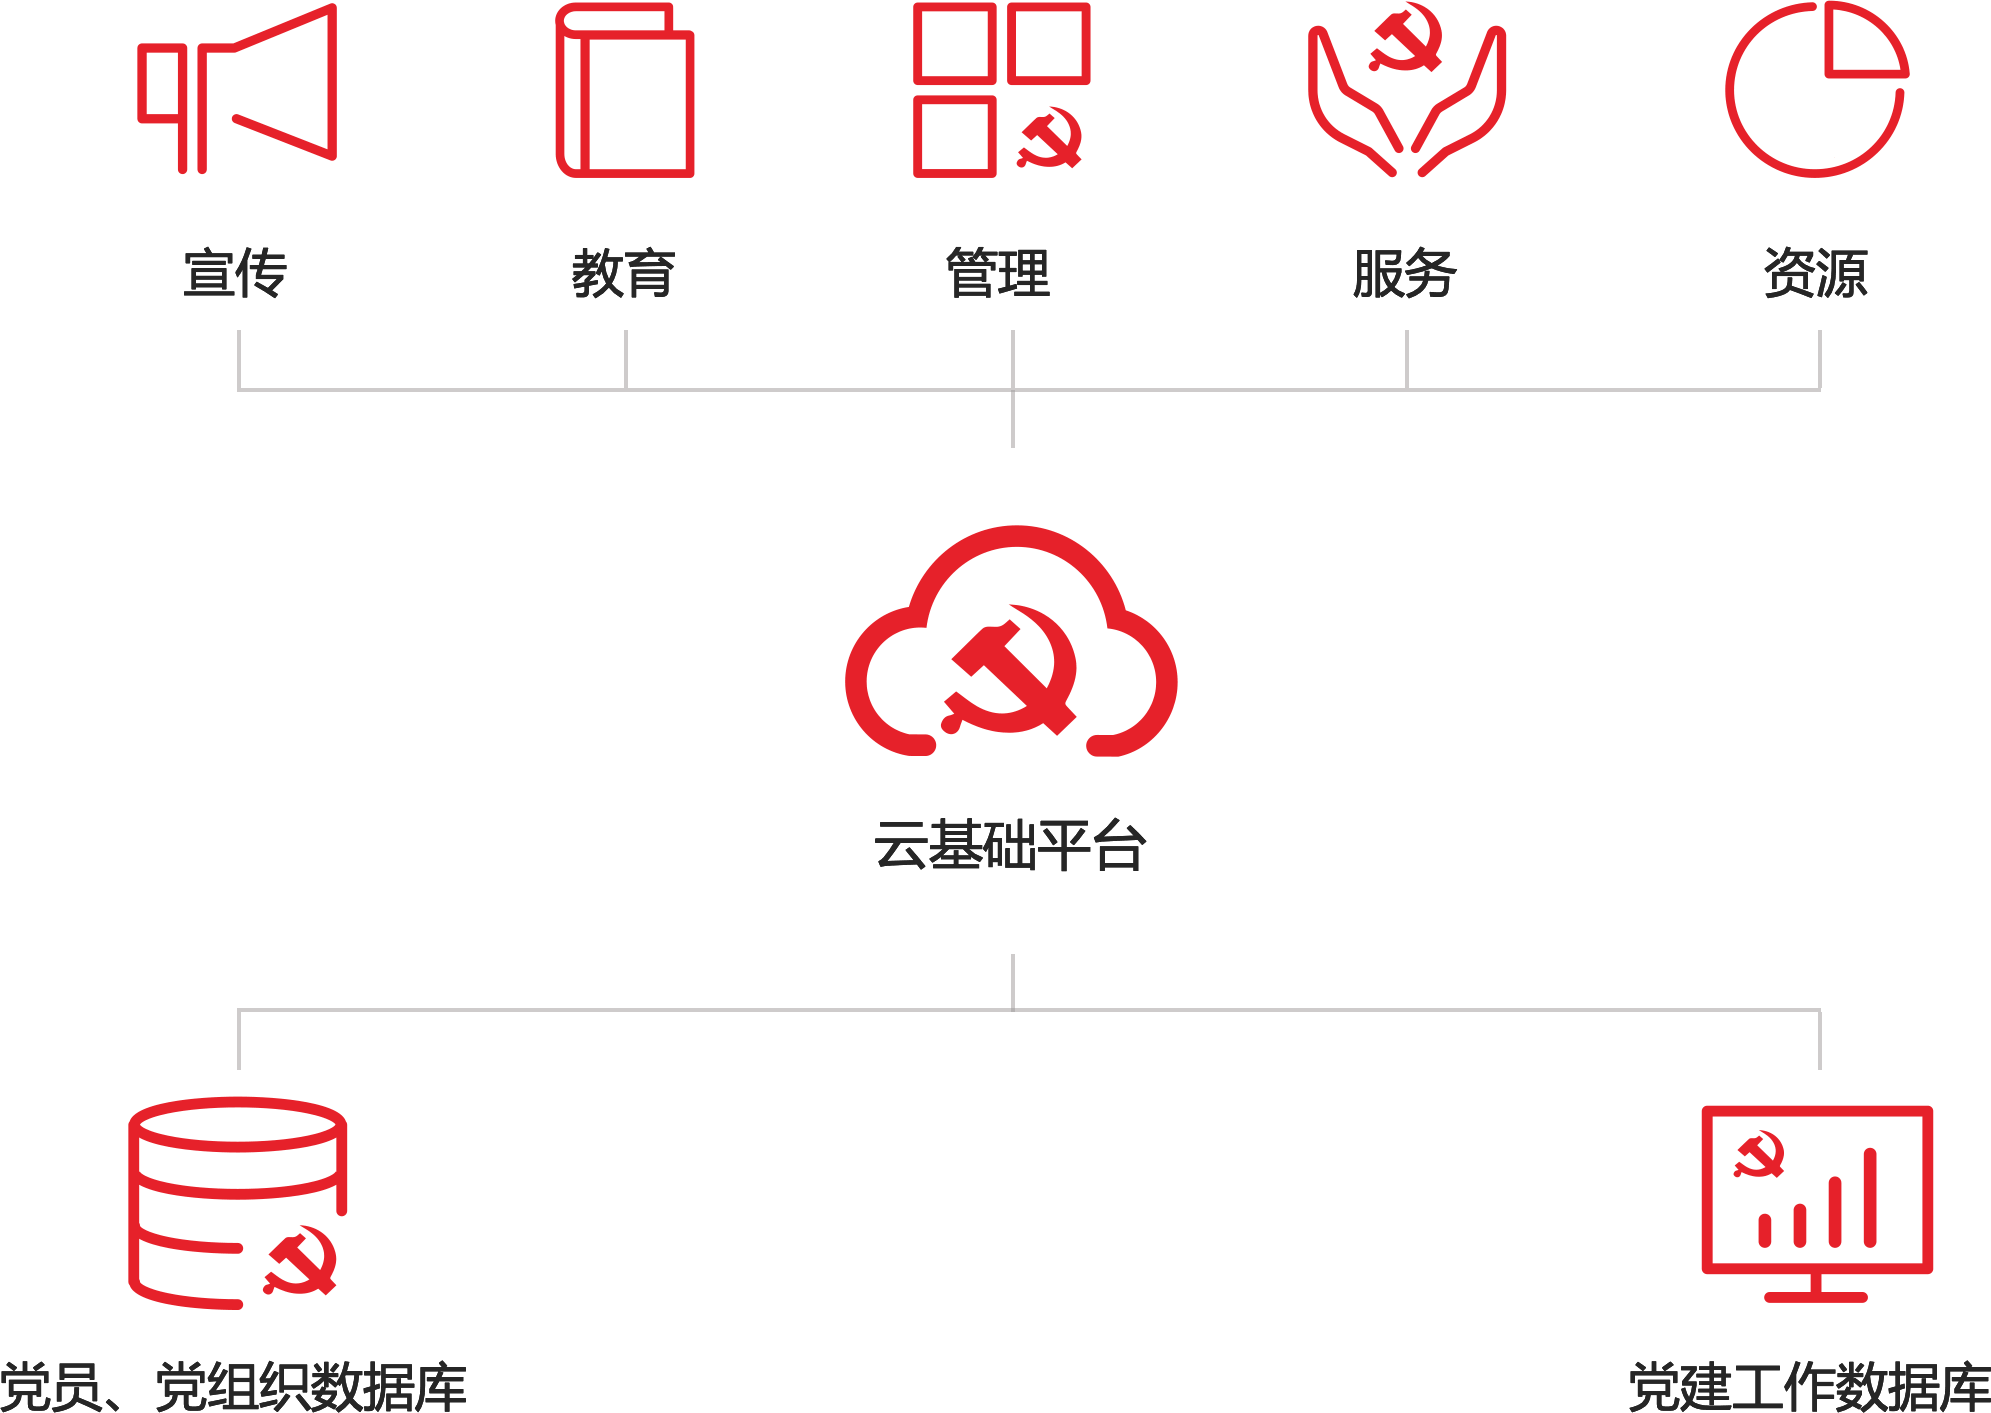 宣传
教育
管理
服务
资源
云基础平台
党员、党组织数据库
党建工作数据库